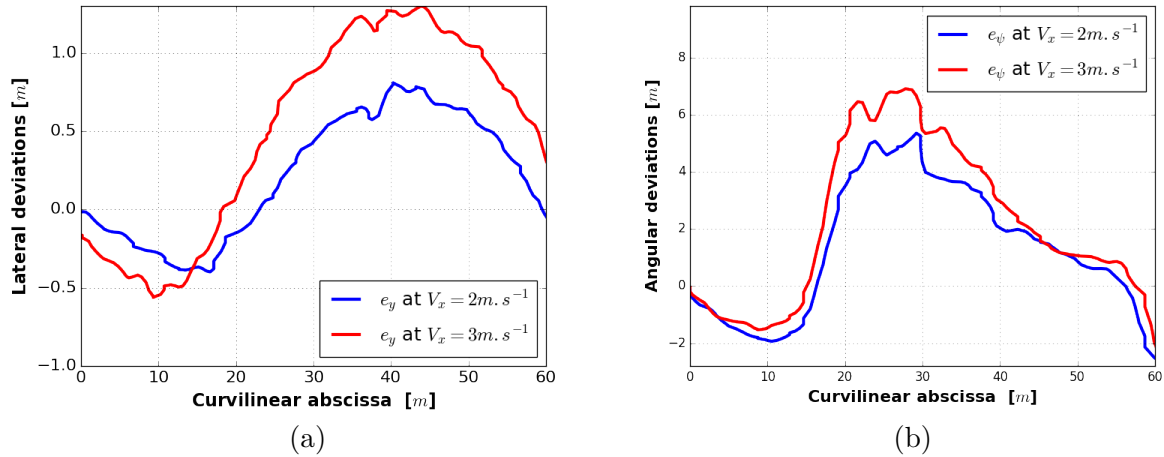 Lateral deviations [m]
1.0
0.5
0.0
−0.5
−1.0
0 10 20 30 40 50 60
Curvilinear abscissa [m]
e_y at V_x = 2m.s^{-1}
e_y at V_x = 3m.s^{-1}
(a)
Angular deviations [m]
8
6
4
2
0
−2
0 10 20 30 40 50 60
Curvilinear abscissa [m]
e_ψ at V_x = 2m.s^{-1}
e_ψ at V_x = 3m.s^{-1}
(b)